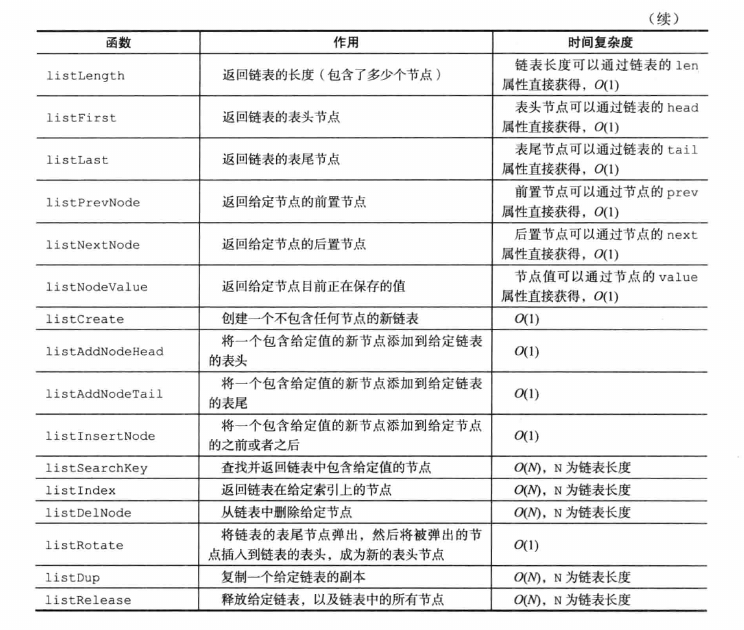 （续）
函数 作用 时间复杂度
listLength 返回链表的长度（包含了多少个节点） 链表长度可以通过链表的 len
属性直接获得，O(1)
listFirst 返回链表的表头节点 表头节点可以通过链表的 head
属性直接获得，O(1)
listLast 返回链表的表尾节点 表尾节点可以通过链表的 tail
属性直接获得，O(1)
listPrevNode 返回给定节点的前置节点 前置节点可以通过节点的 prev
属性直接获得，O(1)
listNextNode 返回给定节点的后置节点 后置节点可以通过节点的 next
属性直接获得，O(1)
listNodeValue 返回给定节点目前正在保存的值 节点值可以通过节点的 value
属性直接获得，O(1)
listCreate 创建一个不包含任何节点的新链表 O(1)
listAddNodeHead 将一个包含给定值的新节点添加到给定链表
的表头 O(1)
listAddNodeTail 将一个包含给定值的新节点添加到给定链表
的表尾 O(1)
listInsertNode 将一个包含给定值的新节点添加到给定节点
的之前或者之后 O(1)
listSearchKey 查找并返回链表中包含给定值的节点 O(N)，N 为链表长度
listIndex 返回链表在给定索引上的节点 O(N)，N 为链表长度
listDelNode 从链表中删除给定节点 O(N)，N 为链表长度
listRotate 将链表的表尾节点弹出，然后将被弹出的节
点插入到链表的表头，成为新的表头节点 O(1)
listDup 复制一个给定链表的副本 O(N)，N 为链表长度
listRelease 释放给定链表，以及链表中的所有节点 O(N)，N 为链表长度